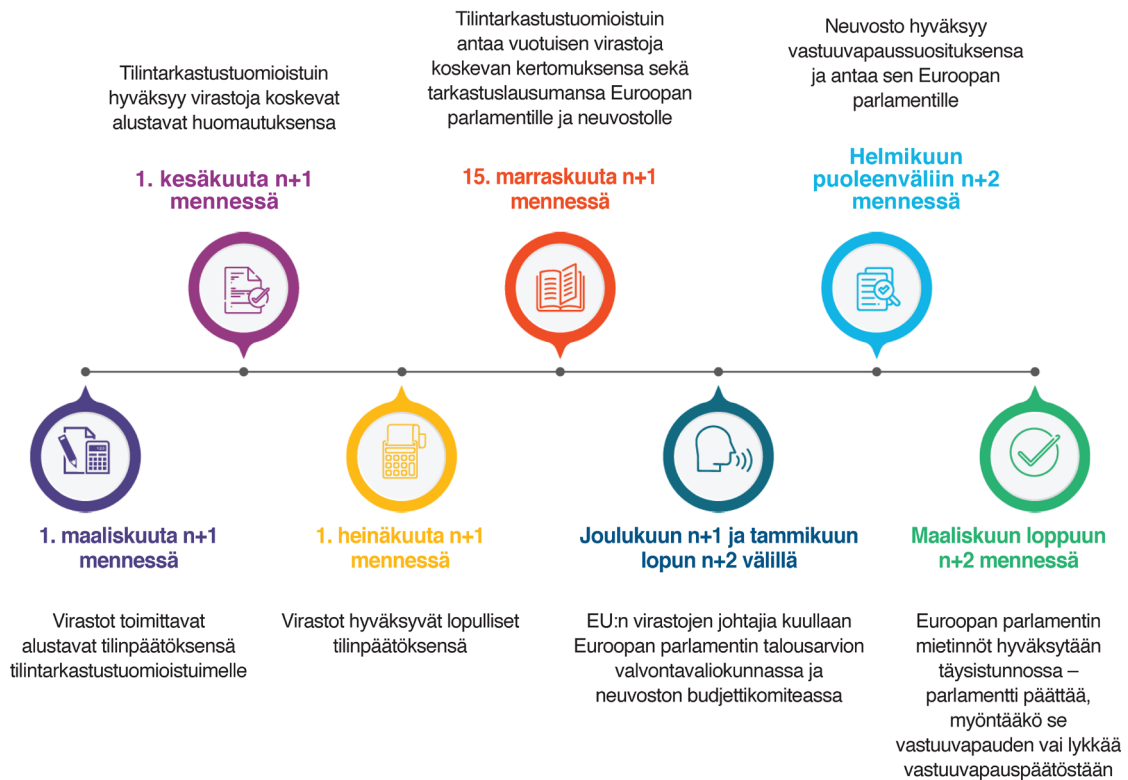 Tilintarkastustuomioistuin
hyväksyy virastoja koskevat
alustavat huomautuksensa
1. kesäkuuta n+1
mennessä
Tilintarkastustuomioistuin
antaa vuotuisen virastoja
koskevan kertomuksensa sekä
tarkastuslausumansa Euroopan
parlamentille ja neuvostolle
15. marraskuuta n+1
mennessä
Neuvosto hyväksyy
vastuuvapaussuosituksensa
ja antaa sen Euroopan
parlamentille
Helmikuun
puoleenväliin n+2
mennessä
1. maaliskuuta n+1
mennessä
Virastot toimittavat
alustavat tilinpäätöksensä
tilintarkastustuomioistuimelle
1. heinäkuuta n+1
mennessä
Virastot hyväksyvät lopulliset
tilinpäätöksensä
Joulukuun n+1 ja tammikuun
lopun n+2 välillä
EU:n virastojen johtajia kuullaan
Euroopan parlamentin talousarvion
valvontavaliokunnassa ja
neuvoston budjettikomiteassa
Maaliskuun loppuun
n+2 mennessä
Euroopan parlamentin
mietinnöt hyväksytään
täysistunnossa –
parlamentti päättää,
myöntääkö se
vastuuvapauden vai lykkää
vastuuvapauspäätöstään